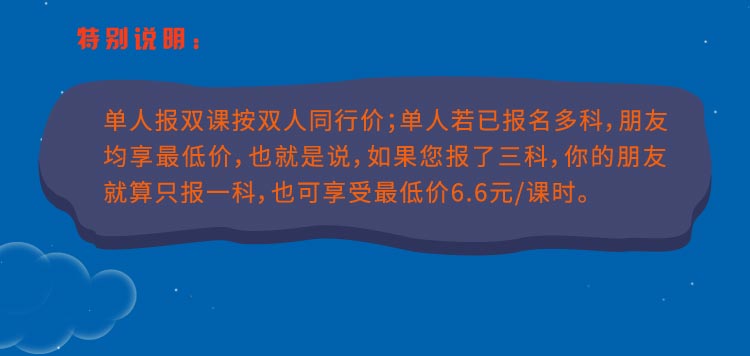 特别说明：
单人报双课按双人同行价；单人若已报名多科，朋友
均享最低价，也就是说，如果您报了三科，你的朋友
就算只报一科，也可享受最低价6.6元/课时。